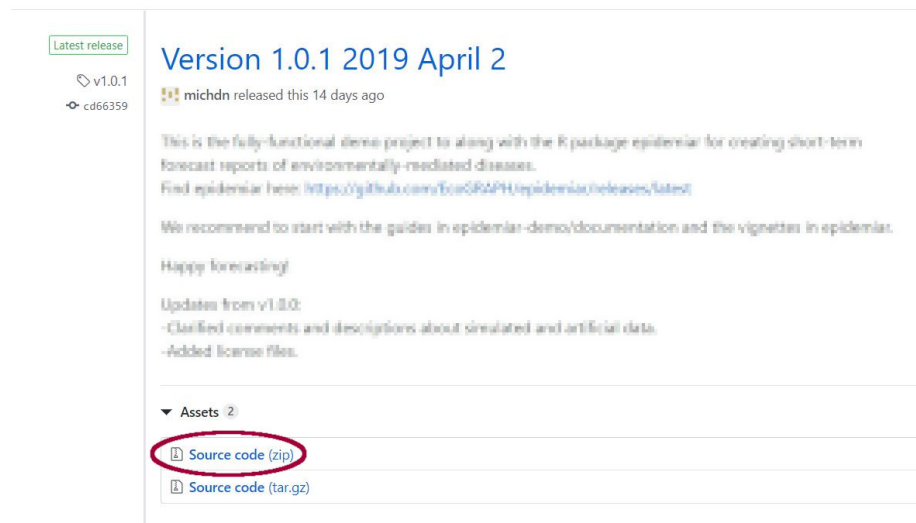 Latest release
v1.0.1
cd66359
Version 1.0.1 2019 April 2
michdn released this 14 days ago
This is the fully-functional demo project to along with the R package epidemiar for creating short-term
forecast reports of environmentally-mediated diseases.
Find epidemiar here: https://github.com/EcoGRAPH/epidemiar/releases/latest
We recommend to start with the guides in epidemiar-demo/documentation and the vignettes in epidemiar.
Happy forecasting!
Updates from v1.0.0:
-Clarified comments and descriptions about simulated and artificial data.
-Added license files.
Assets 2
Source code (zip)
Source code (tar.gz)